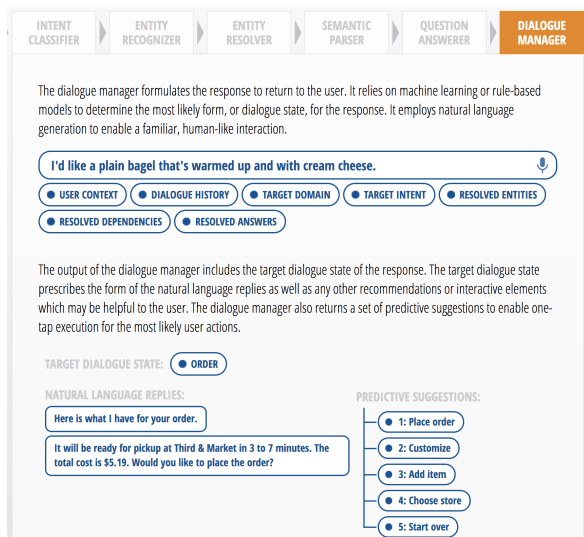 INTENT CLASSIFIER
ENTITY RECOGNIZER
ENTITY RESOLVER
SEMANTIC PARSER
QUESTION ANSWERER
DIALOGUE MANAGER
The dialogue manager formulates the response to return to the user. It relies on machine learning or rule-based
models to determine the most likely form, or dialogue state, for the response. It employs natural language
generation to enable a familiar, human-like interaction.
I'd like a plain bagel that's warmed up and with cream cheese.
USER CONTEXT DIALOGUE HISTORY TARGET DOMAIN TARGET INTENT RESOLVED ENTITIES
RESOLVED DEPENDENCIES RESOLVED ANSWERS
The output of the dialogue manager includes the target dialogue state of the response. The target dialogue state
prescribes the form of the natural language replies as well as any other recommendations or interactive elements
which may be helpful to the user. The dialogue manager also returns a set of predictive suggestions to enable one-
tap execution for the most likely user actions.
TARGET DIALOGUE STATE: ORDER
NATURAL LANGUAGE REPLIES:
Here is what I have for your order.
It will be ready for pickup at Third & Market in 3 to 7 minutes. The
total cost is $5.19. Would you like to place the order?
PREDICTIVE SUGGESTIONS:
1: Place order
2: Customize
3: Add item
4: Choose store
5: Start over